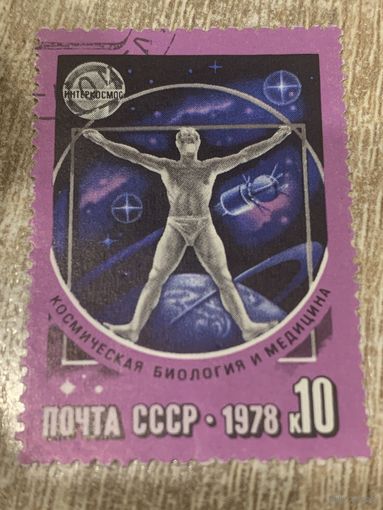 ИНТЕРКОСМОС
КОСМИЧЕСКАЯ БИОЛОГИЯ И МЕДИЦИНА
ПОЧТА СССР • 1978 к10